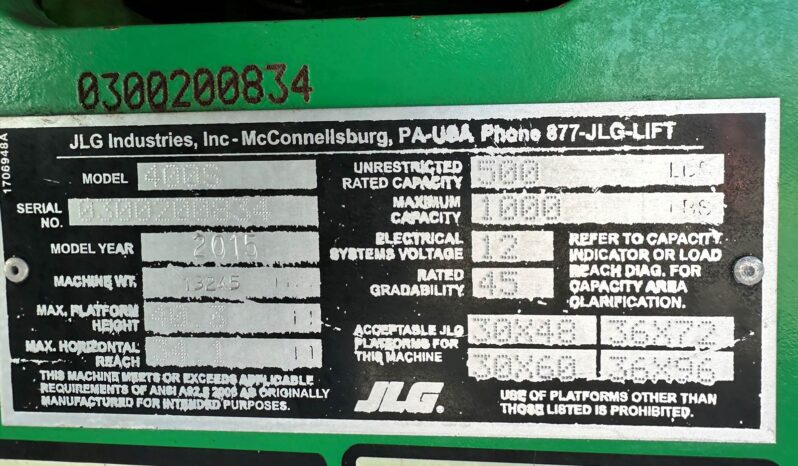 0300200834
JLG Industries, Inc - McConnellsburg, PA-USA Phone 877-JLG-LIFT
1706948A
MODEL 400S
SERIAL NO. 0300200834
MODEL YEAR 2015
MACHINE WT. 13245
MAX. PLATFORM HEIGHT
MAX. HORIZONTAL REACH
THIS MACHINE MEETS OR EXCEEDS APPLICABLE
REQUIREMENTS OF ANSI A92.5 2006 AS ORIGINALLY
MANUFACTURED FOR INTENDED PURPOSES.
UNRESTRICTED RATED CAPACITY 500 LBS
MAXIMUM CAPACITY 1000 LBS
ELECTRICAL SYSTEMS VOLTAGE 12
RATED GRADABILITY 45
REFER TO CAPACITY
INDICATOR OR LOAD
REACH DIAG. FOR
CAPACITY AREA
CLARIFICATION.
ACCEPTABLE JLG
PLATFORMS FOR
THIS MACHINE
30X48 36X72
30X60 36X96
JLG.
USE OF PLATFORMS OTHER THAN
THOSE LISTED IS PROHIBITED.